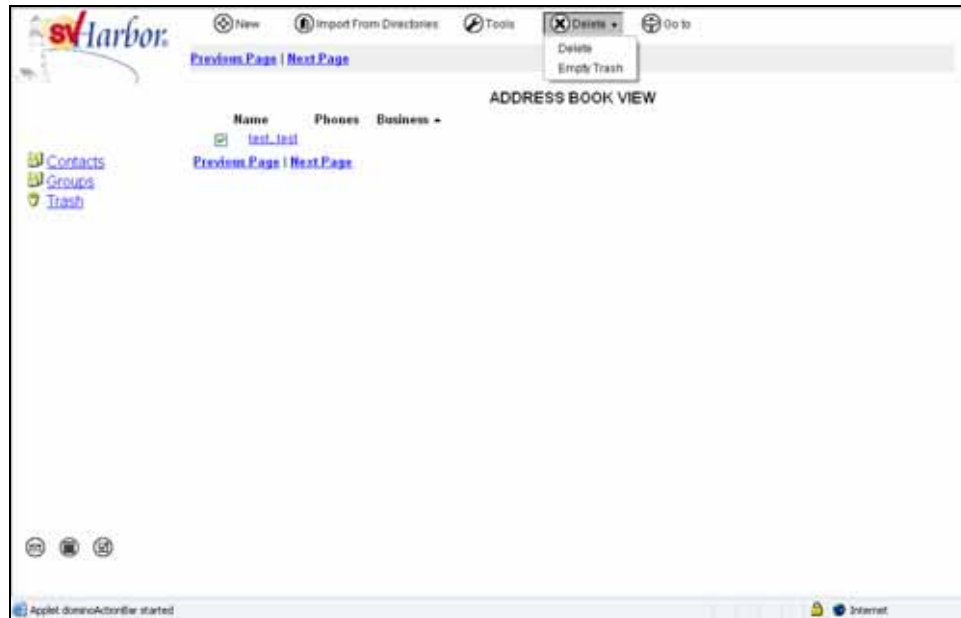 SVHarbor.
New Import From Directories Tools Delete Go to
Delete
Empty Trash
Previous Page | Next Page
ADDRESS BOOK VIEW
Name Phones Business
test, test
Previous Page | Next Page
Contacts
Groups
Trash
Applet dominoActionBar started
Internet